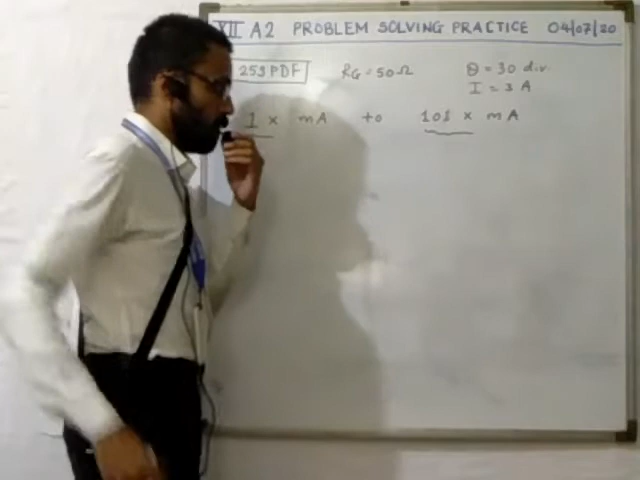 XII A2 PROBLEM SOLVING PRACTICE 04/07/20
253 PDF RG = 50 Ω θ = 30 div.
I = 3 A
1 x mA to 101 x mA